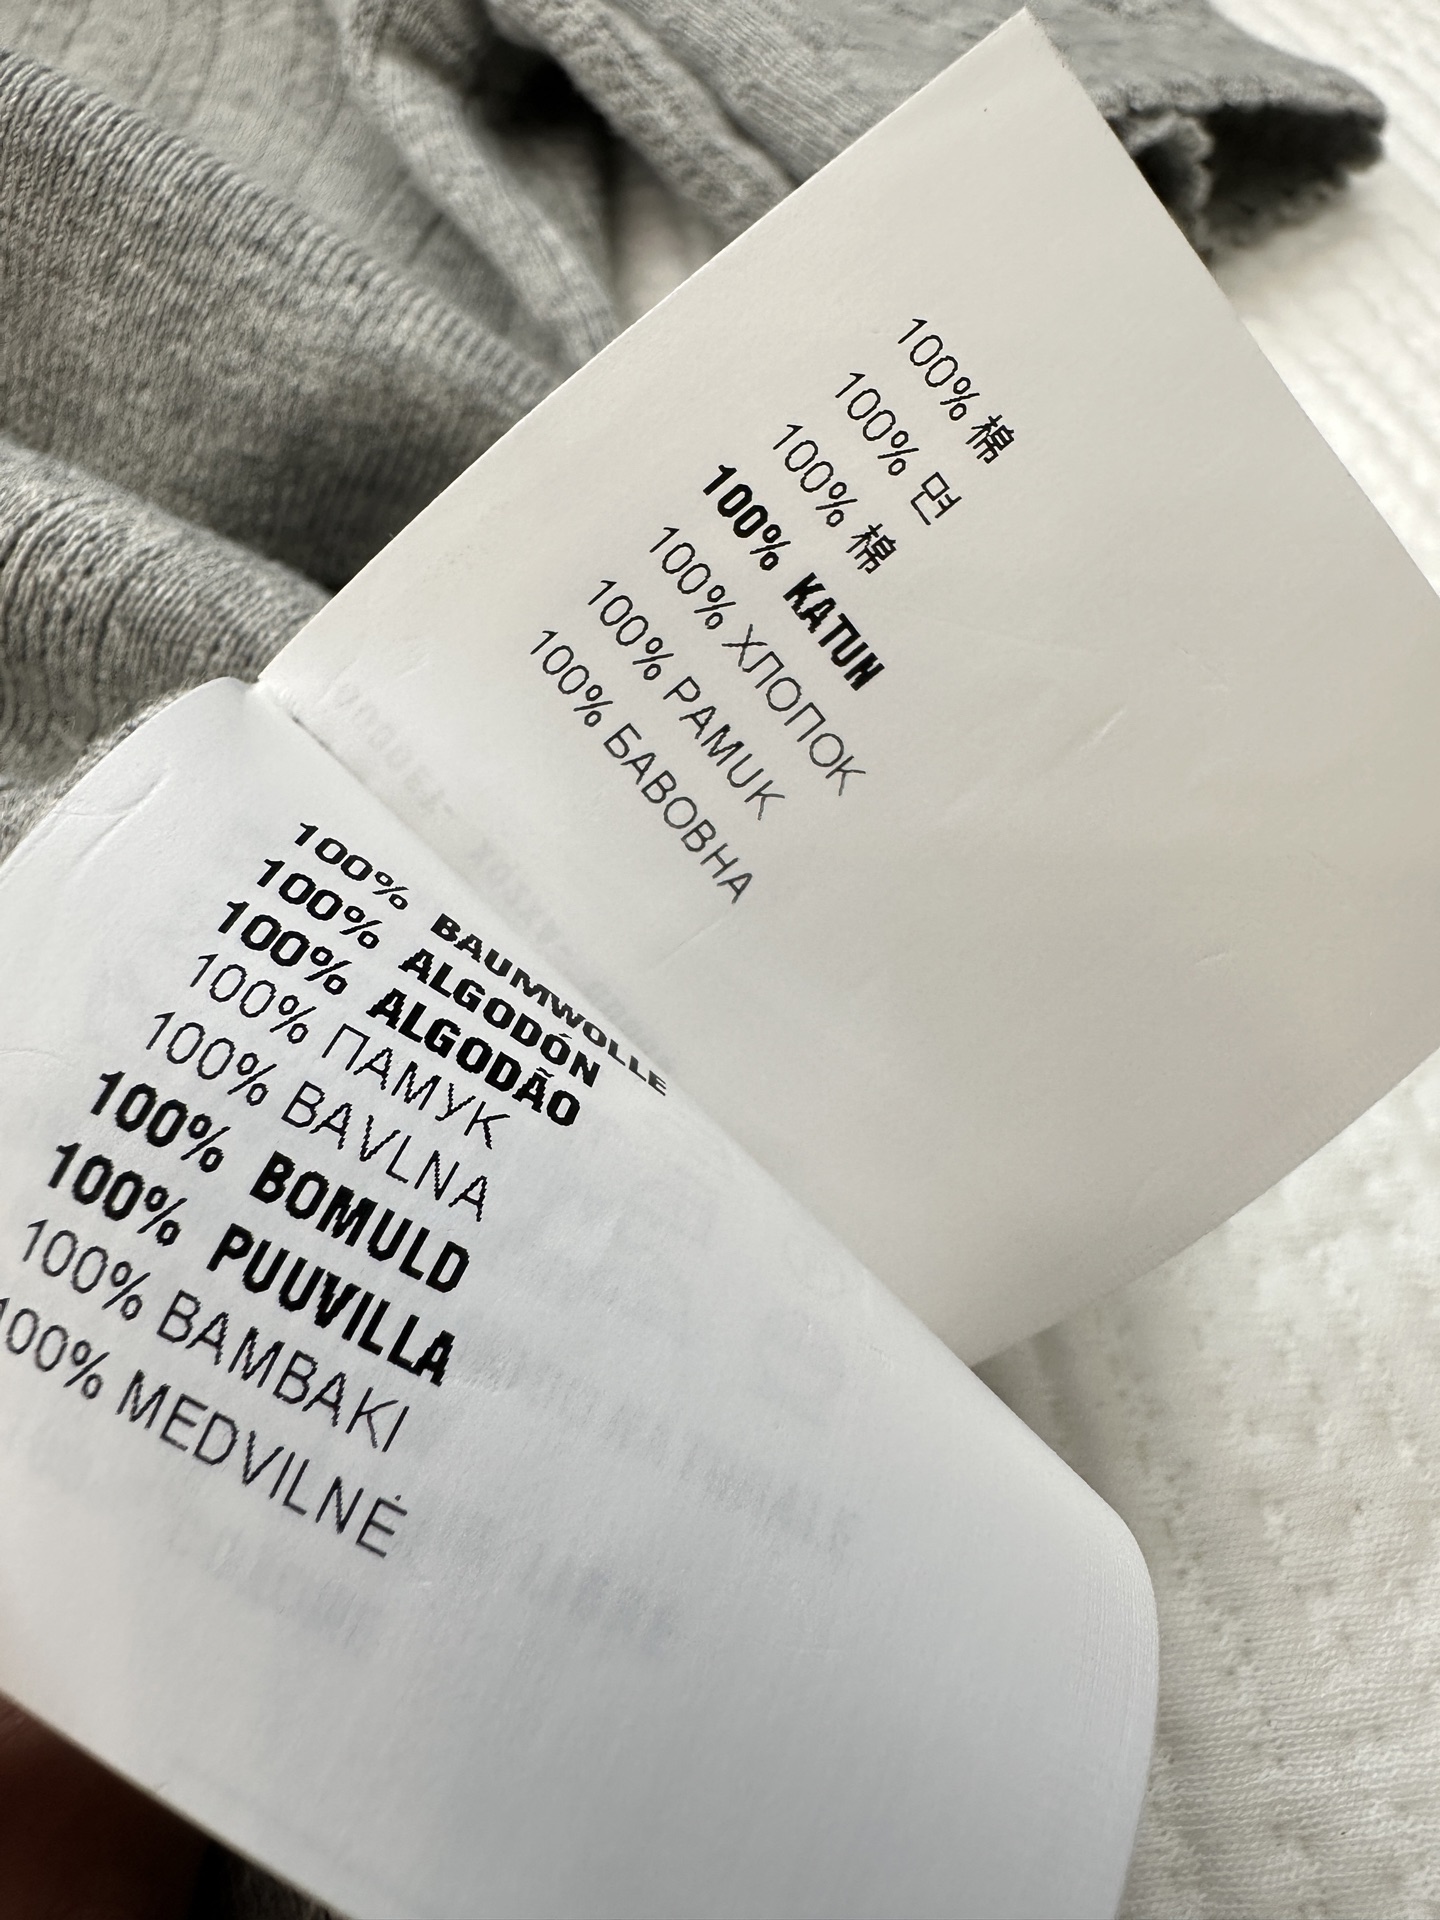 100% 棉
100% 면
100% 棉
100% KATUN
100% ХЛОПОК
100% PAMUK
100% БАВОВНА
100% BAUMWOLLE
100% ALGODÓN
100% ALGODÃO
100% ПАМУК
100% BAVLNA
100% BOMULD
100% PUUVILLA
100% BAMBAKI
100% MEDVILNĖ